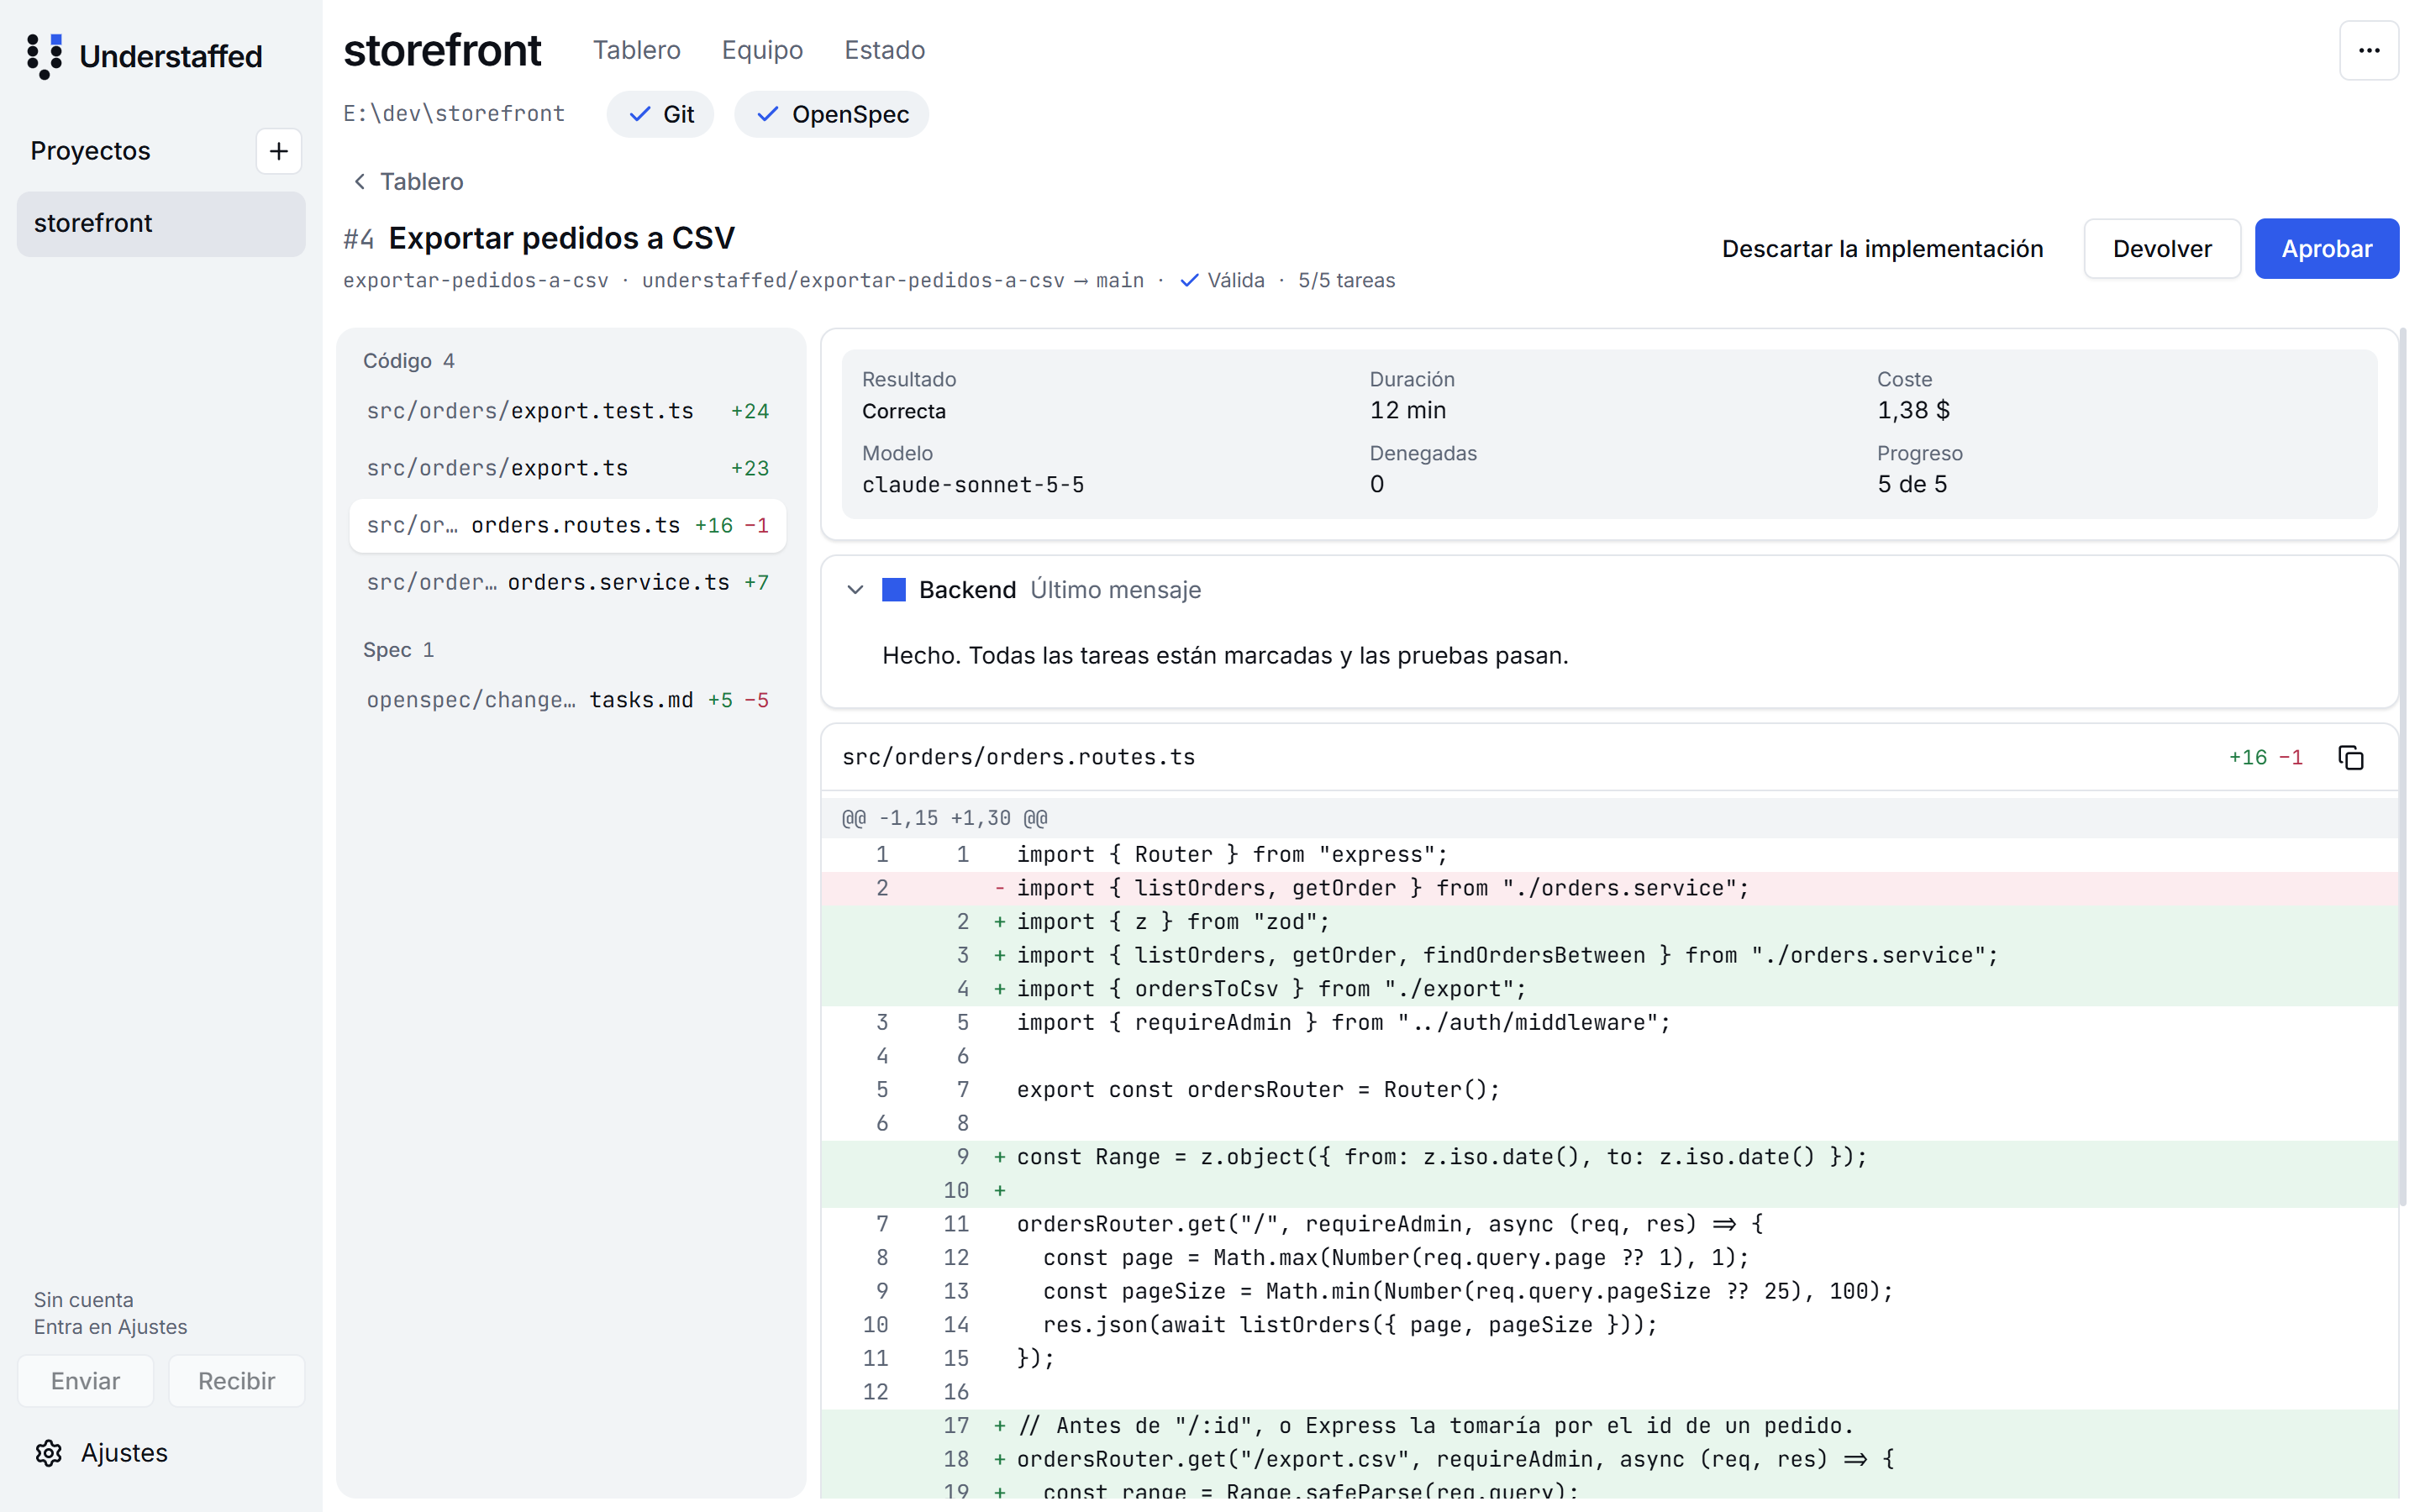 Understaffed
Proyectos
storefront
Sin cuenta
Entra en Ajustes
Enviar
Recibir
Ajustes
storefront
Tablero
Equipo
Estado
E:\dev\storefront
Git
OpenSpec
Tablero
#4 Exportar pedidos a CSV
exportar-pedidos-a-csv · understaffed/exportar-pedidos-a-csv → main · Válida · 5/5 tareas
Descartar la implementación
Devolver
Aprobar
Código 4
src/orders/export.test.ts +24
src/orders/export.ts +23
src/or… orders.routes.ts +16 −1
src/order… orders.service.ts +7
Spec 1
openspec/change… tasks.md +5 −5
Resultado
Correcta
Duración
12 min
Coste
1,38 $
Modelo
claude-sonnet-5-5
Denegadas
0
Progreso
5 de 5
Backend Último mensaje
Hecho. Todas las tareas están marcadas y las pruebas pasan.
src/orders/orders.routes.ts +16 −1
@@ -1,15 +1,30 @@
1 1 import { Router } from "express";
2 - import { listOrders, getOrder } from "./orders.service";
2 + import { z } from "zod";
3 + import { listOrders, getOrder, findOrdersBetween } from "./orders.service";
4 + import { ordersToCsv } from "./export";
3 5 import { requireAdmin } from "../auth/middleware";
4 6
5 7 export const ordersRouter = Router();
6 8
9 + const Range = z.object({ from: z.iso.date(), to: z.iso.date() });
10 +
7 11 ordersRouter.get("/", requireAdmin, async (req, res) => {
8 12 const page = Math.max(Number(req.query.page ?? 1), 1);
9 13 const pageSize = Math.min(Number(req.query.pageSize ?? 25), 100);
10 14 res.json(await listOrders({ page, pageSize }));
11 15 });
12 16
17 + // Antes de "/:id", o Express la tomaría por el id de un pedido.
18 + ordersRouter.get("/export.csv", requireAdmin, async (req, res) => {
19 + const range = Range.safeParse(req.query);